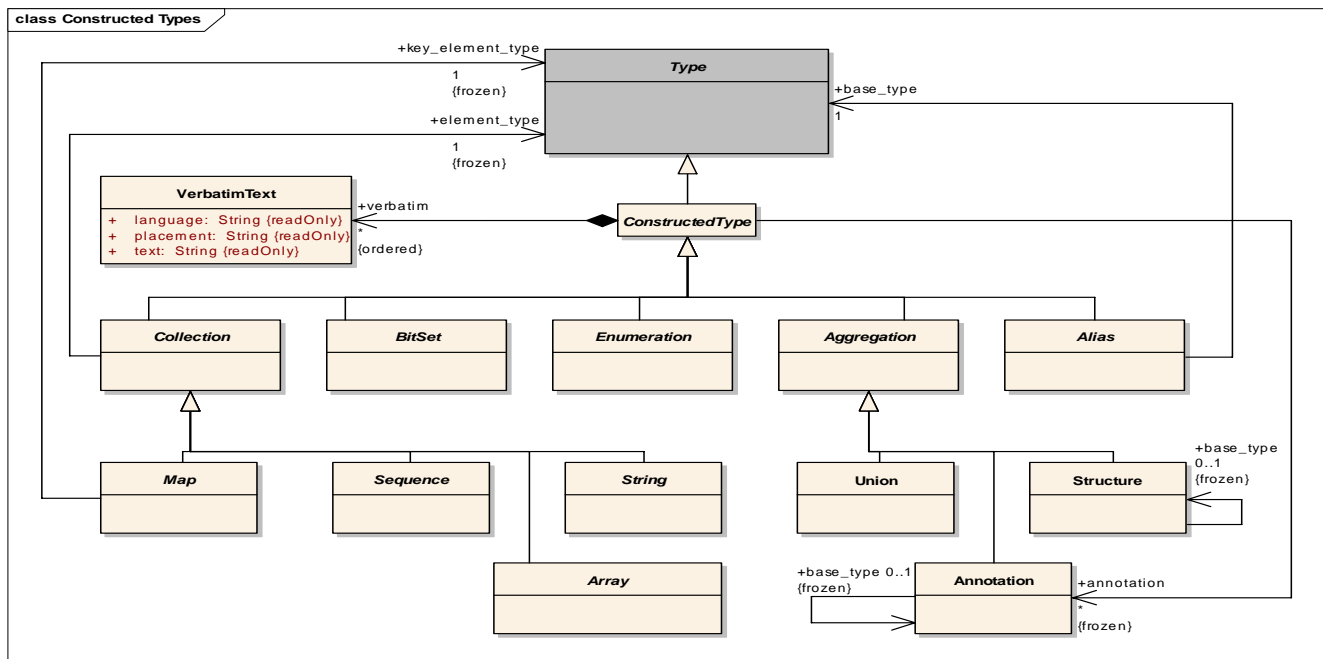 class Constructed Types
+key_element_type
1
{frozen}
Type
+base_type
1
+element_type
1
{frozen}
VerbatimText
+ language: String {readOnly}
+ placement: String {readOnly}
+ text: String {readOnly}
+verbatim
*
{ordered}
ConstructedType
Collection
BitSet
Enumeration
Aggregation
Alias
Map
Sequence
String
Union
Structure
+base_type
0..1
{frozen}
Array
+base_type 0..1
{frozen}
Annotation
+annotation
*
{frozen}